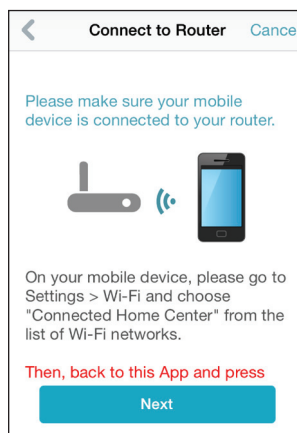 Connect to Router
Cance
Please make sure your mobile
device is connected to your router.
On your mobile device, please go to
Settings > Wi-Fi and choose
"Connected Home Center" from the
list of Wi-Fi networks.
Then, back to this App and press
Next